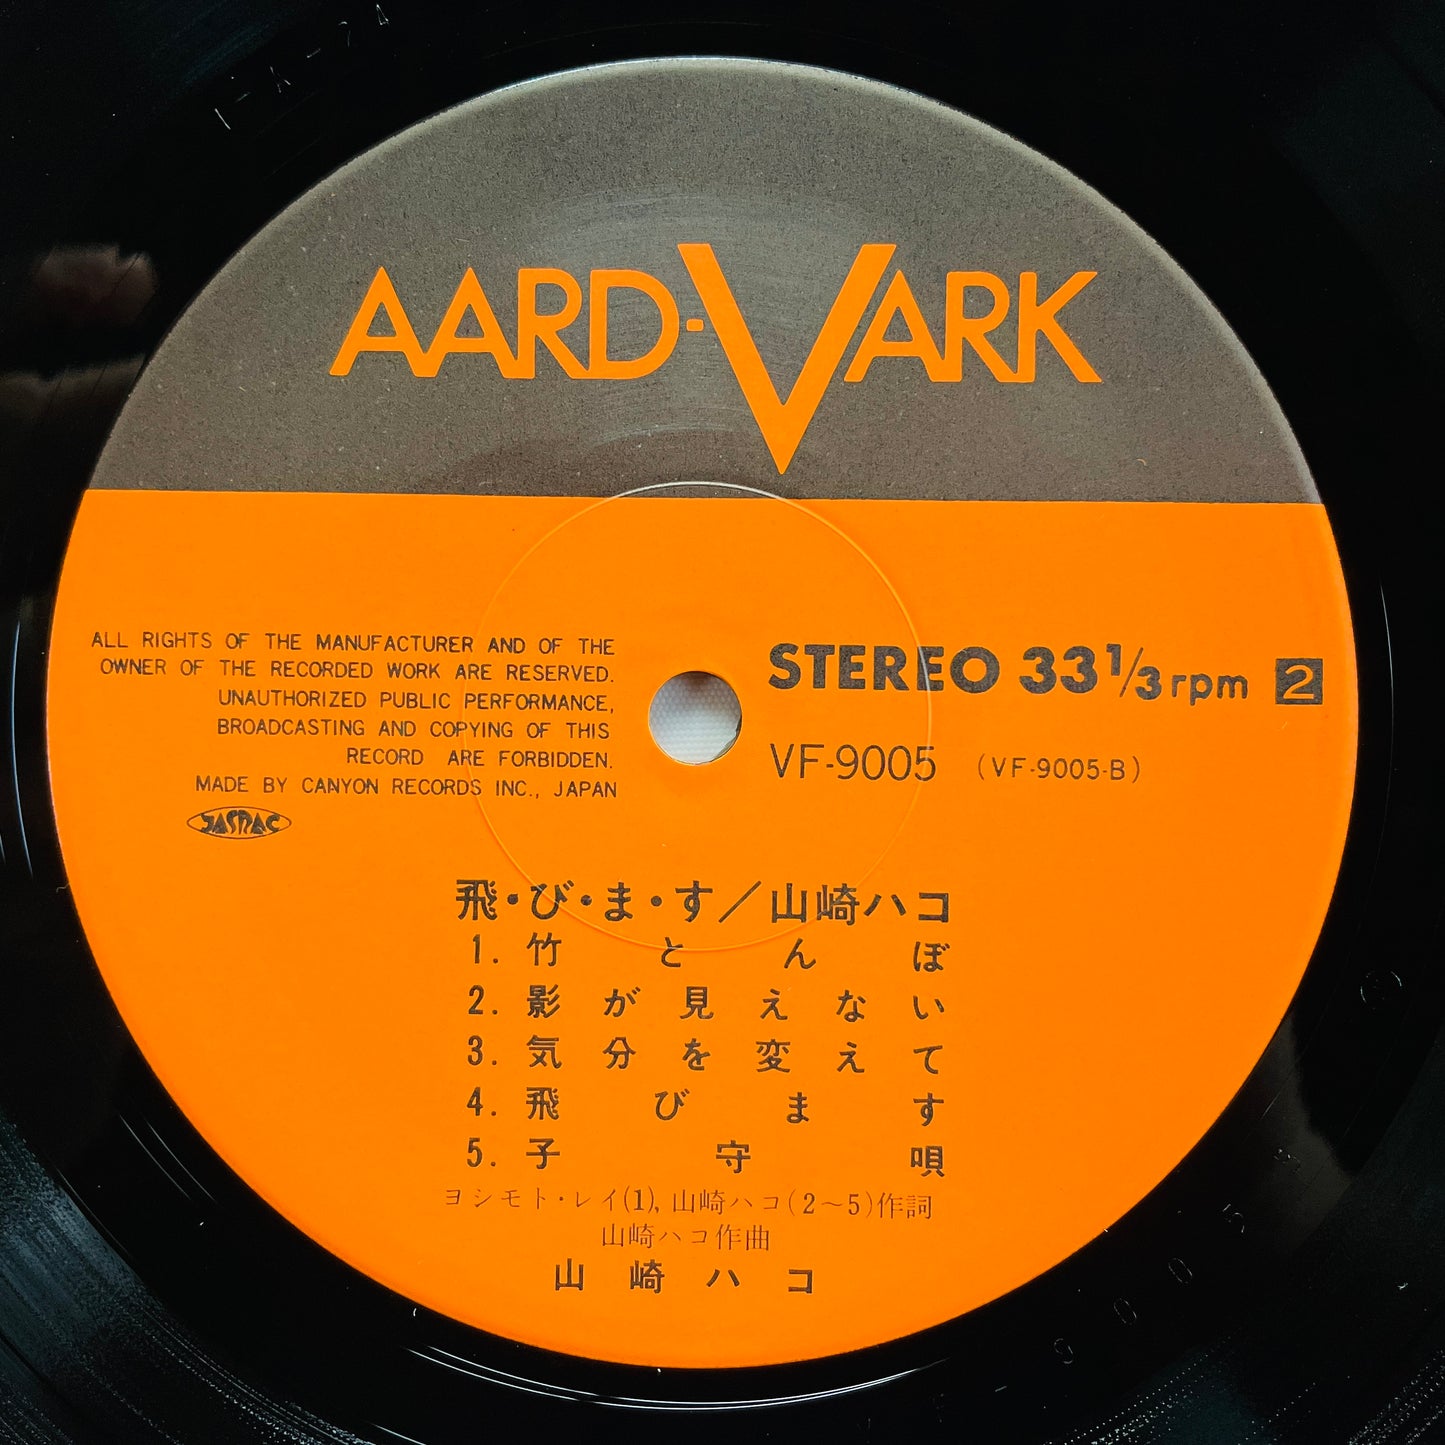 AARD-VARK
ALL RIGHTS OF THE MANUFACTURER AND OF THE
OWNER OF THE RECORDED WORK ARE RESERVED.
UNAUTHORIZED PUBLIC PERFORMANCE,
BROADCASTING AND COPYING OF THIS
RECORD ARE FORBIDDEN.
MADE BY CANYON RECORDS INC., JAPAN
JASRAC
STEREO 33 1/3 rpm 2
VF-9005 (VF-9005-B)
飛・び・ま・す／山崎ハコ
1. 竹とんぼ
2. 影が見えない
3. 気分を変えて
4. 飛びます
5. 子守唄
ヨシモト・レイ(1), 山崎ハコ(2～5)作詞
山崎ハコ作曲
山崎ハコ